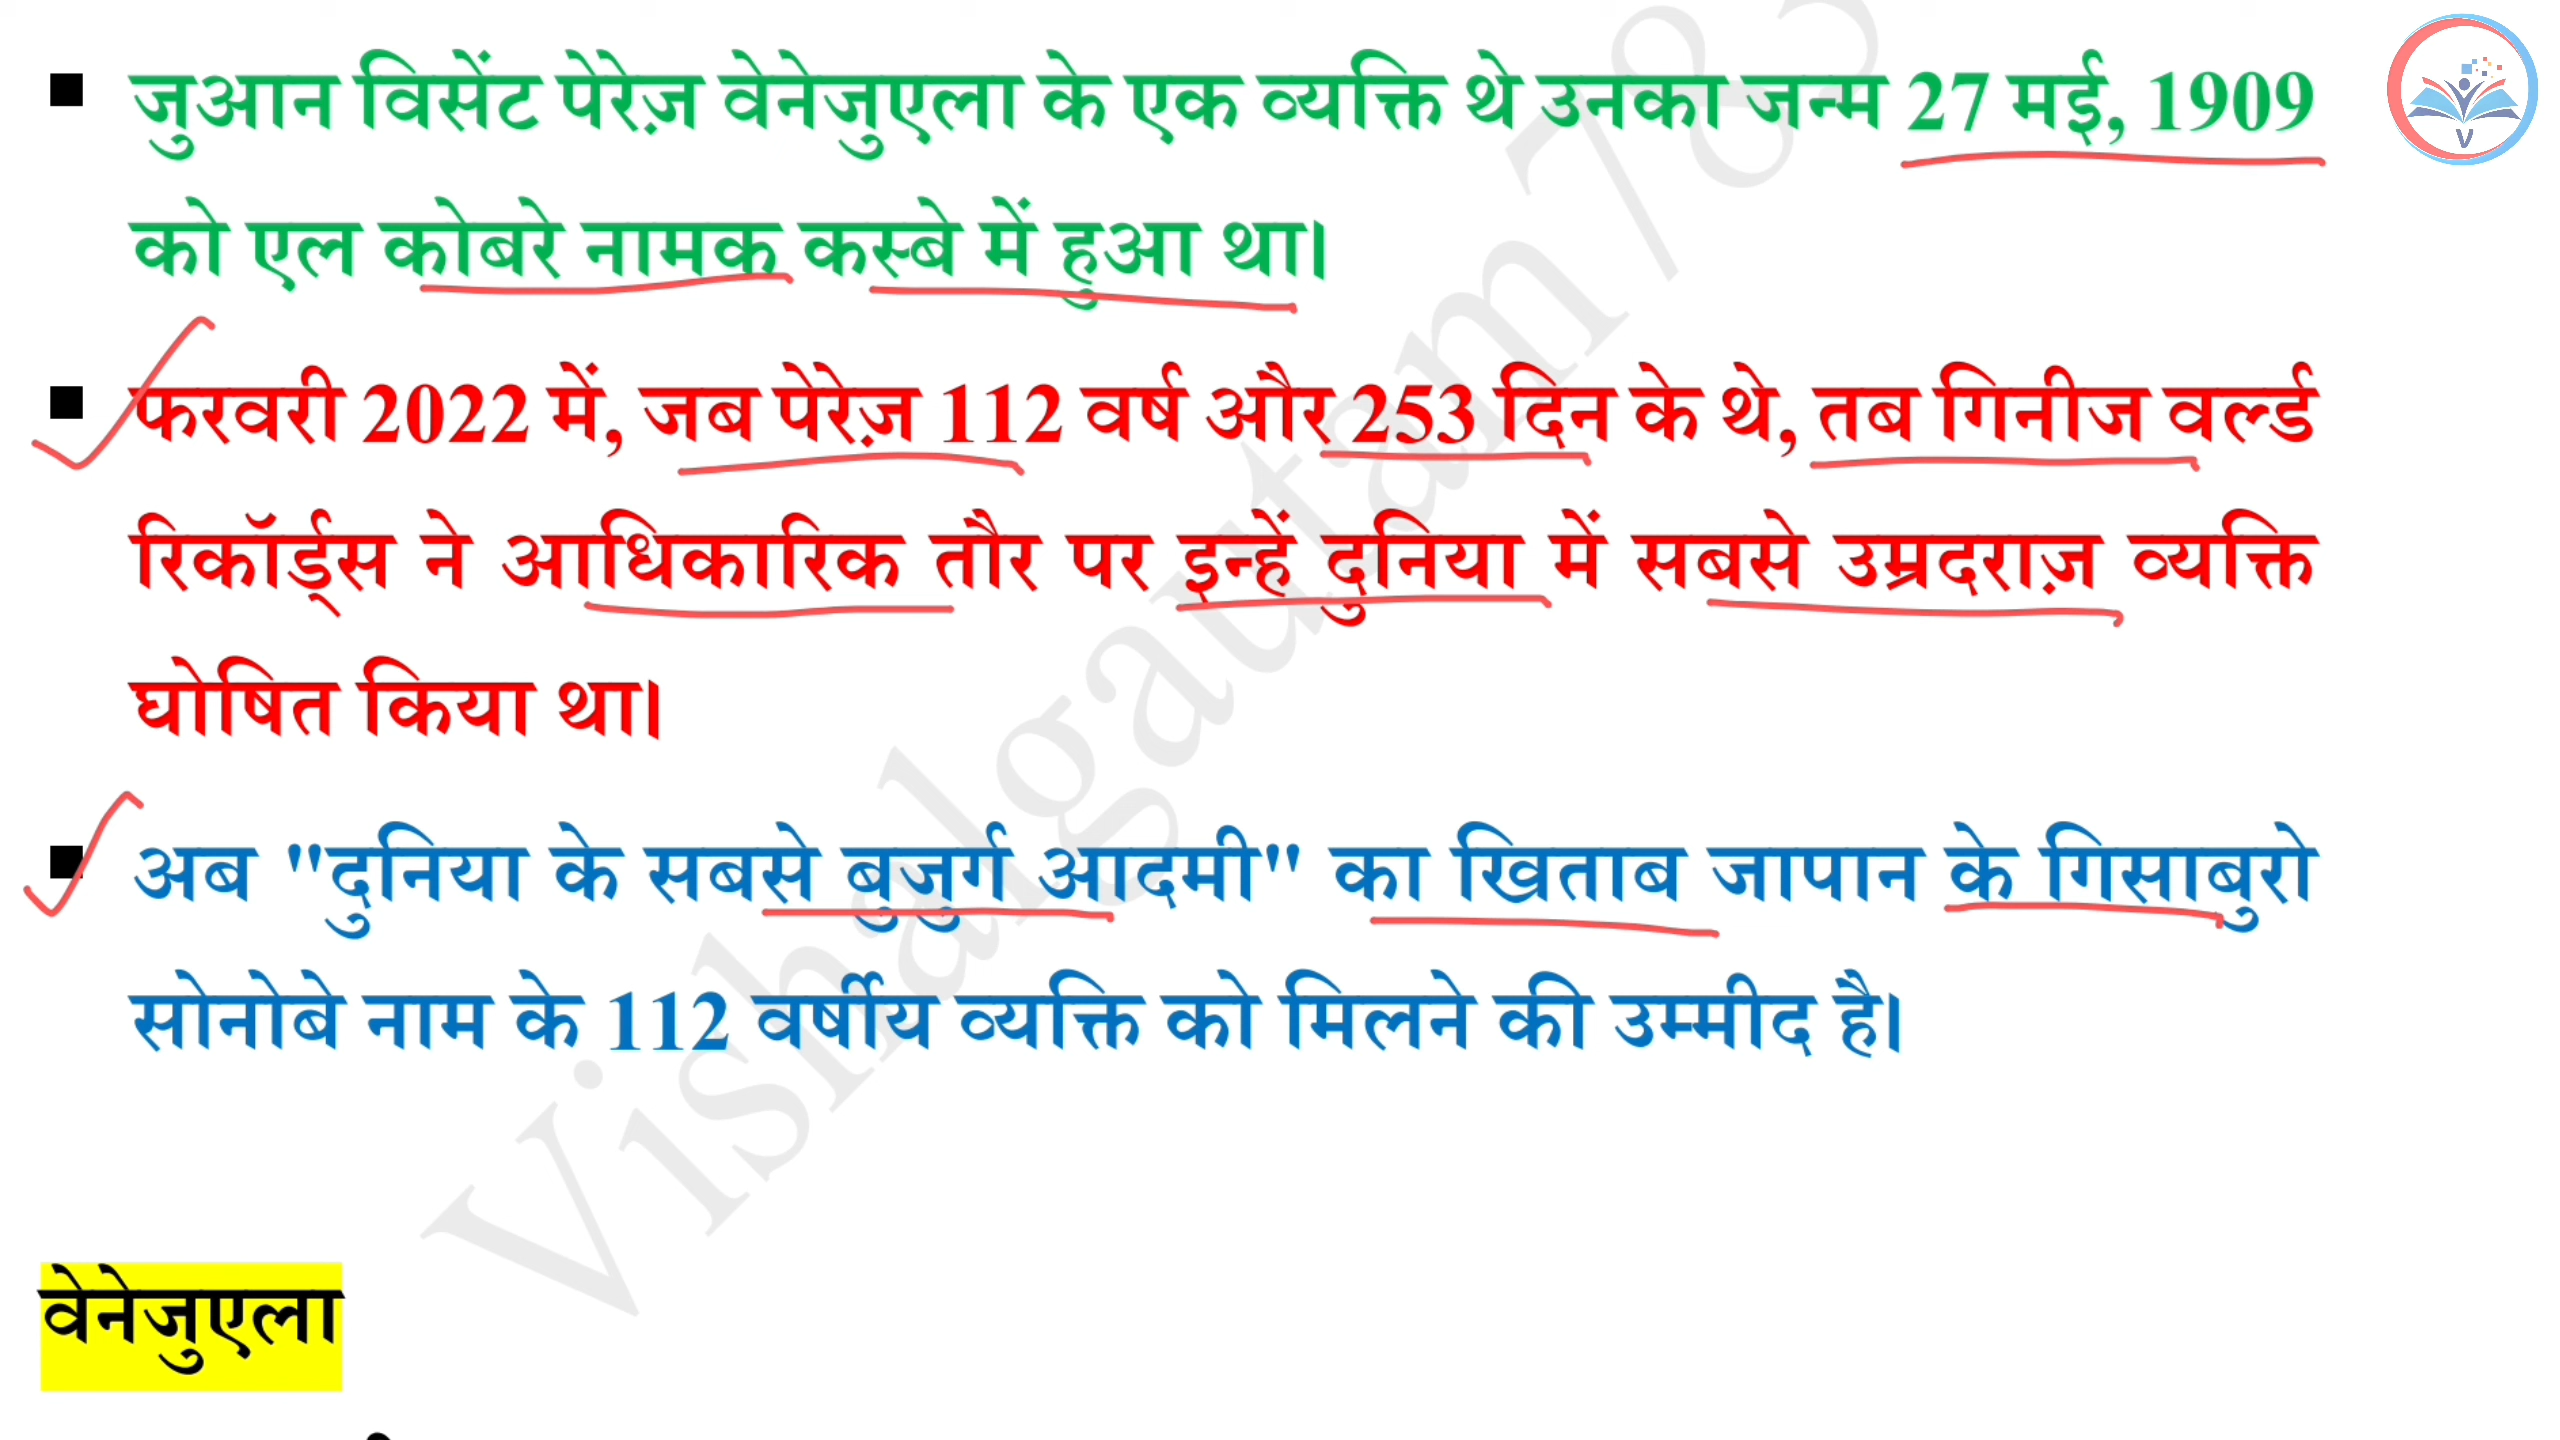 जुआन विसेंट पेरेज़ वेनेजुएला के एक व्यक्ति थे उनका जन्म 27 मई, 1909
को एल कोबरे नामक कस्बे में हुआ था।
फरवरी 2022 में, जब पेरेज़ 112 वर्ष और 253 दिन के थे, तब गिनीज वर्ल्ड
रिकॉर्ड्स ने आधिकारिक तौर पर इन्हें दुनिया में सबसे उम्रदराज़ व्यक्ति
घोषित किया था।
अब "दुनिया के सबसे बुजुर्ग आदमी" का खिताब जापान के गिसाबुरो
सोनोबे नाम के 112 वर्षीय व्यक्ति को मिलने की उम्मीद है।
वेनेजुएला
Vishalgautam783
V